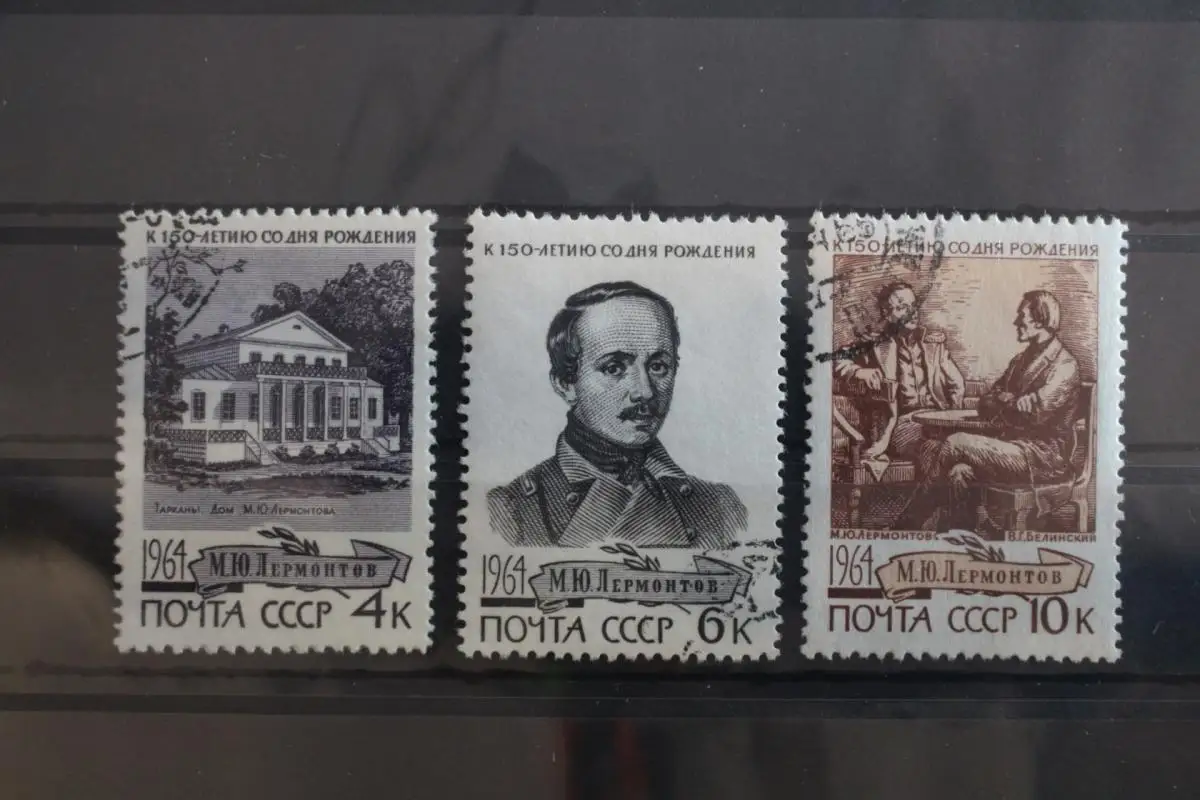 К 150-ЛЕТИЮ СО ДНЯ РОЖДЕНИЯ
ТАРХАНЫ. ДОМ М.Ю.ЛЕРМОНТОВА
1964 М.Ю.ЛЕРМОНТОВ
ПОЧТА СССР 4К
К 150-ЛЕТИЮ СО ДНЯ РОЖДЕНИЯ
1964 М.Ю.ЛЕРМОНТОВ
ПОЧТА СССР 6К
К 150-ЛЕТИЮ СО ДНЯ РОЖДЕНИЯ
М.Ю.ЛЕРМОНТОВ В.Г.БЕЛИНСКИЙ
1964 М.Ю.ЛЕРМОНТОВ
ПОЧТА СССР 10К